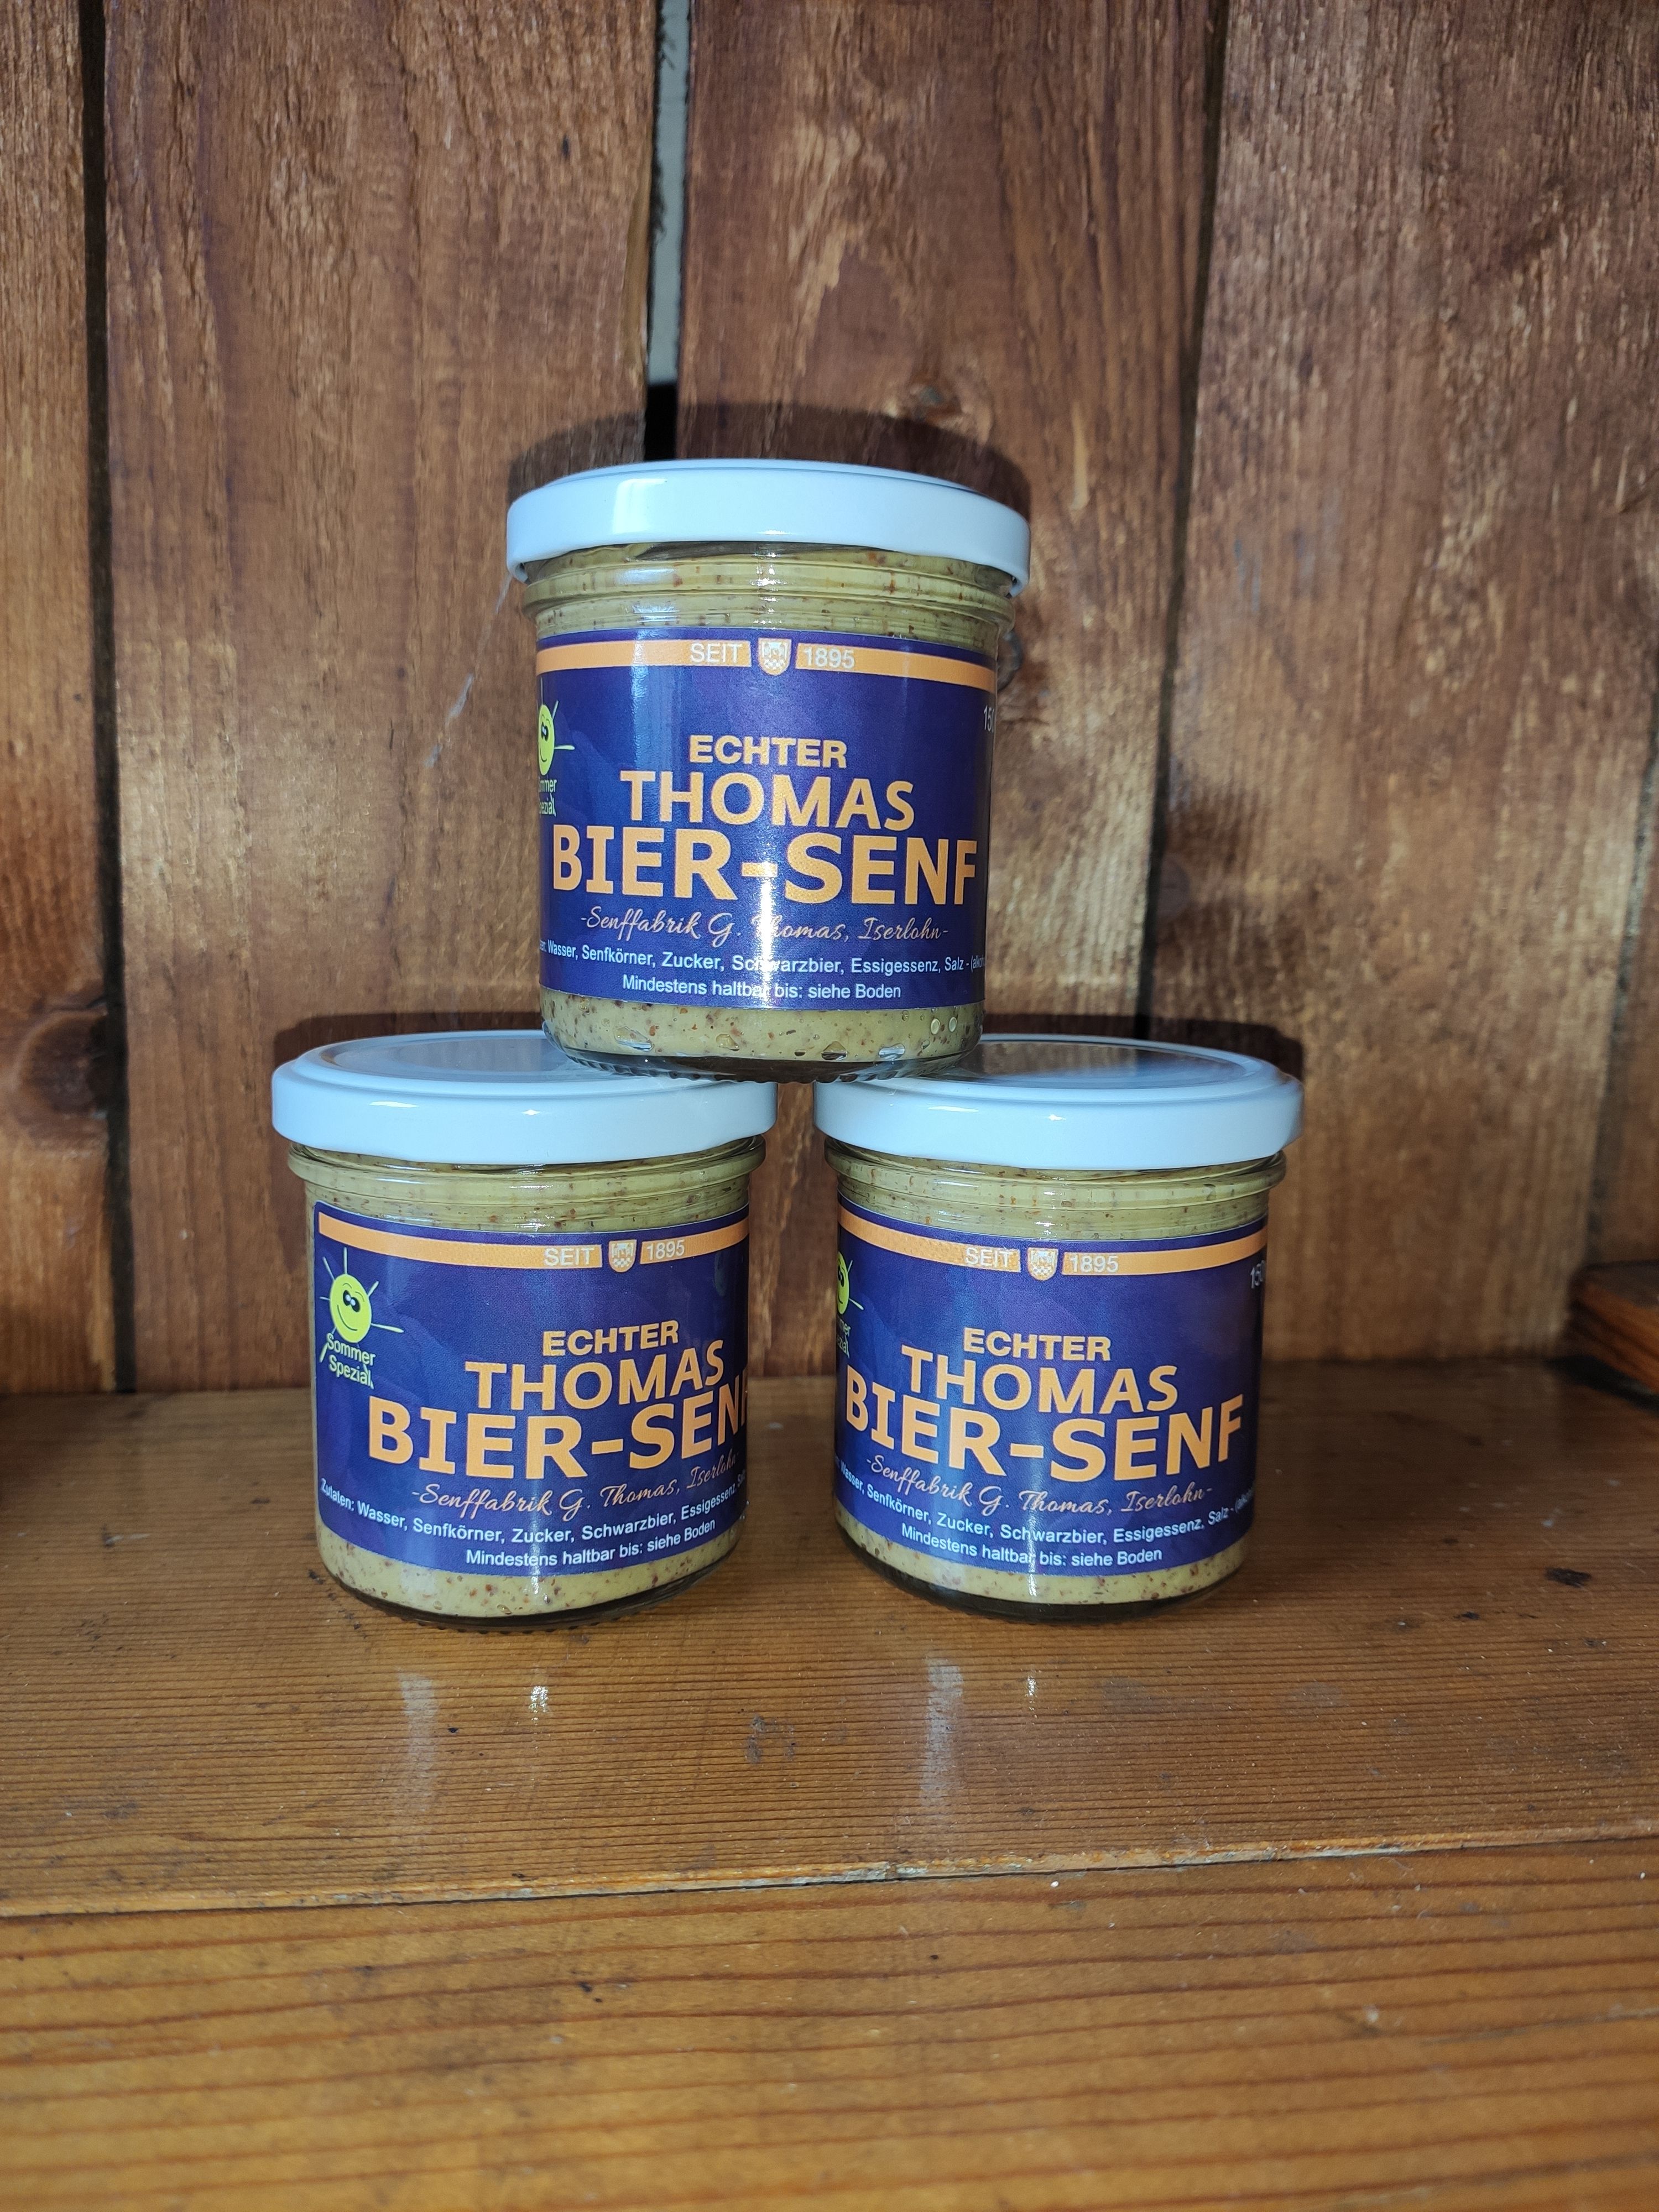 SEIT 1895
ECHTER
THOMAS
BIER-SENF
-Senffabrik G. Thomas, Iserlohn-
Wasser, Senfkörner, Zucker, Schwarzbier, Essigessenz, Salz -
Mindestens haltbar bis: siehe Boden
SEIT 1895
Sommer
Spezial
ECHTER
THOMAS
BIER-SENF
-Senffabrik G. Thomas, Iserlohn-
Zutaten: Wasser, Senfkörner, Zucker, Schwarzbier, Essigessenz,
Mindestens haltbar bis: siehe Boden
SEIT 1895
ECHTER
THOMAS
BIER-SENF
-Senffabrik G. Thomas, Iserlohn-
Wasser, Senfkörner, Zucker, Schwarzbier, Essigessenz, Salz -
Mindestens haltbar bis: siehe Boden